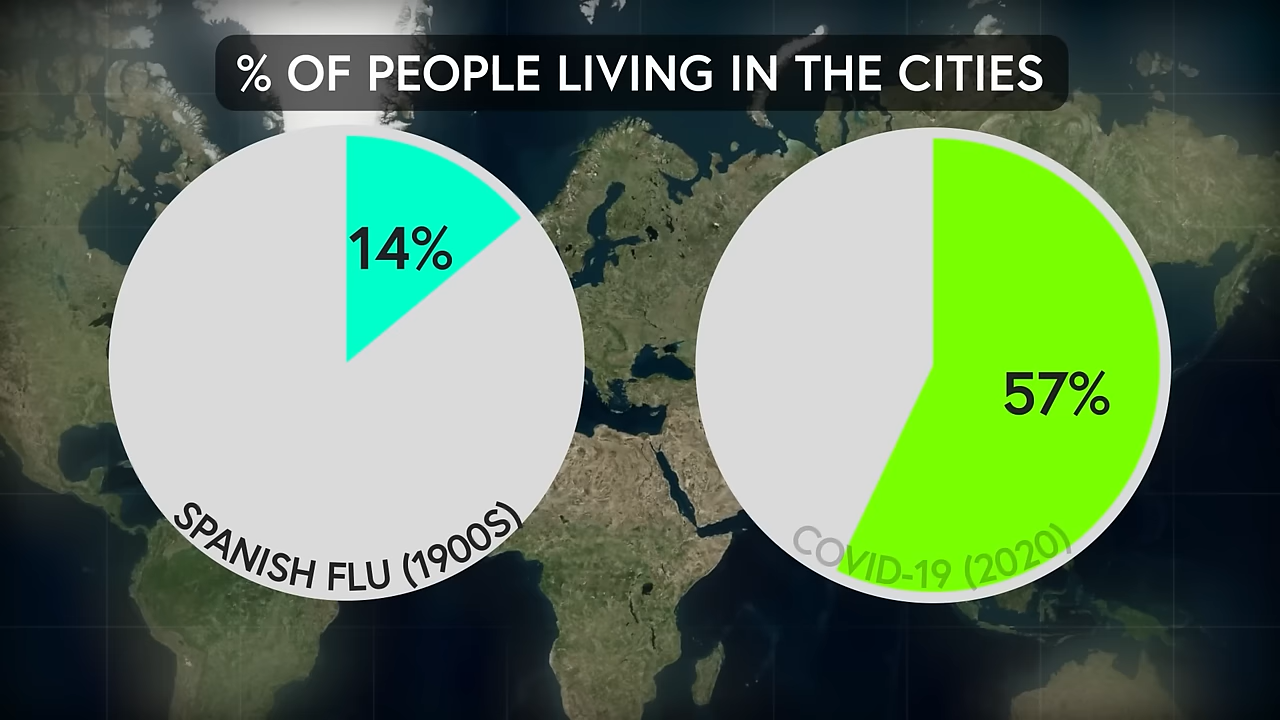 % OF PEOPLE LIVING IN THE CITIES
14%
57%
SPANISH FLU (1900S)
COVID-19 (2020)